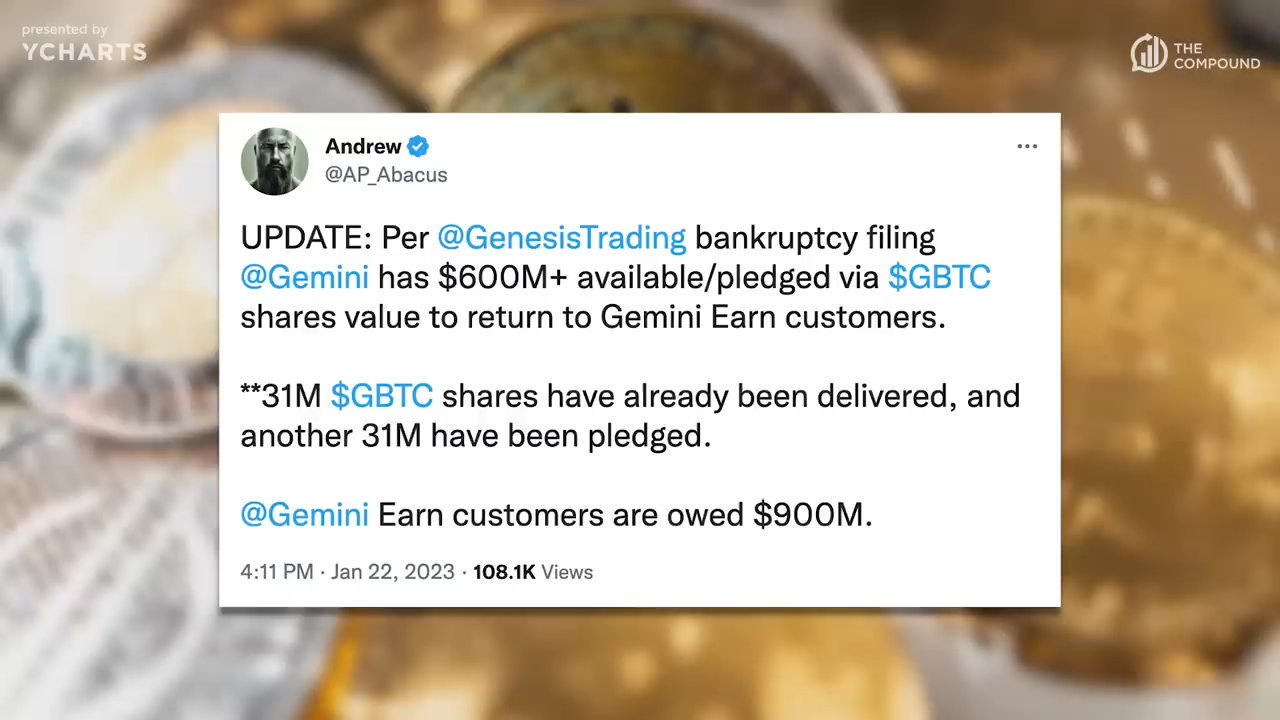 presented by
YCHARTS
THE
COMPOUND
Andrew
@AP_Abacus
UPDATE: Per @GenesisTrading bankruptcy filing
@Gemini has $600M+ available/pledged via $GBTC
shares value to return to Gemini Earn customers.
**31M $GBTC shares have already been delivered, and
another 31M have been pledged.
@Gemini Earn customers are owed $900M.
4:11 PM · Jan 22, 2023 · 108.1K Views